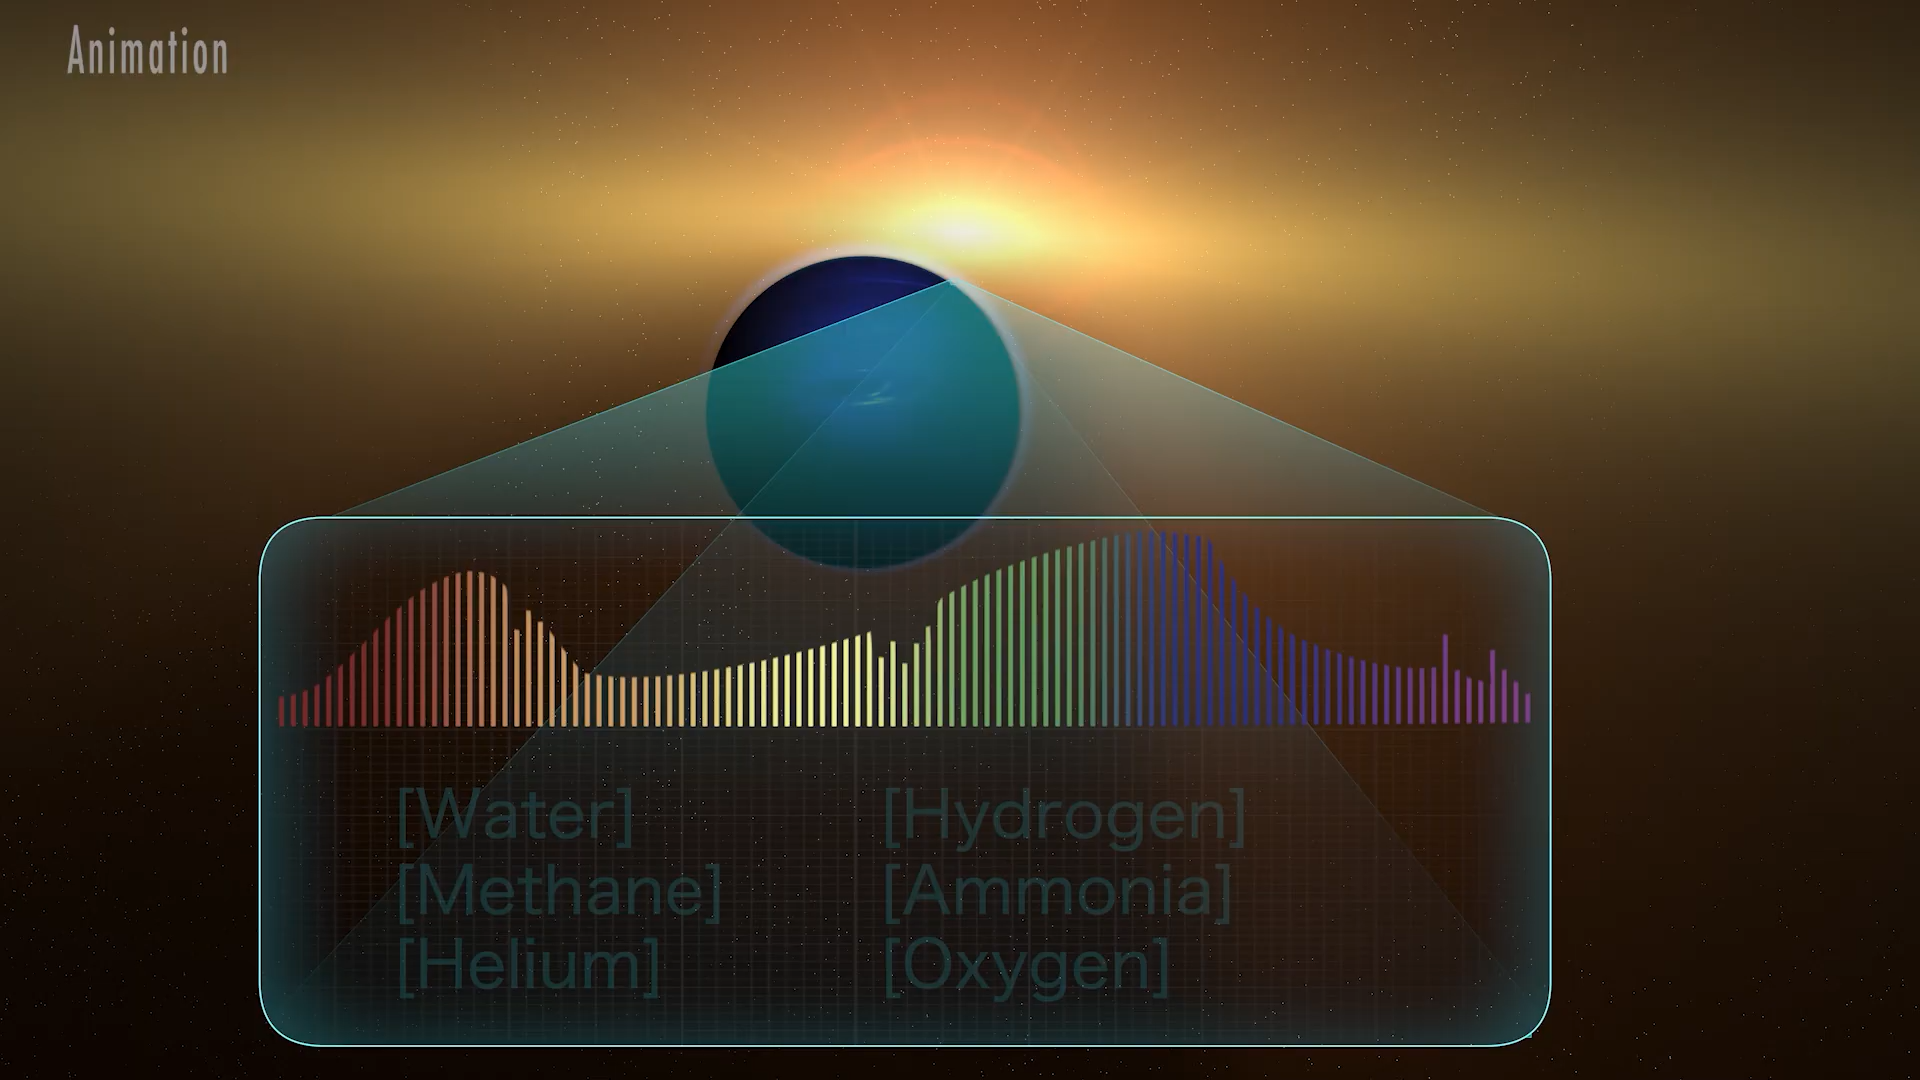 Animation
[Water] [Hydrogen]
[Methane] [Ammonia]
[Helium] [Oxygen]